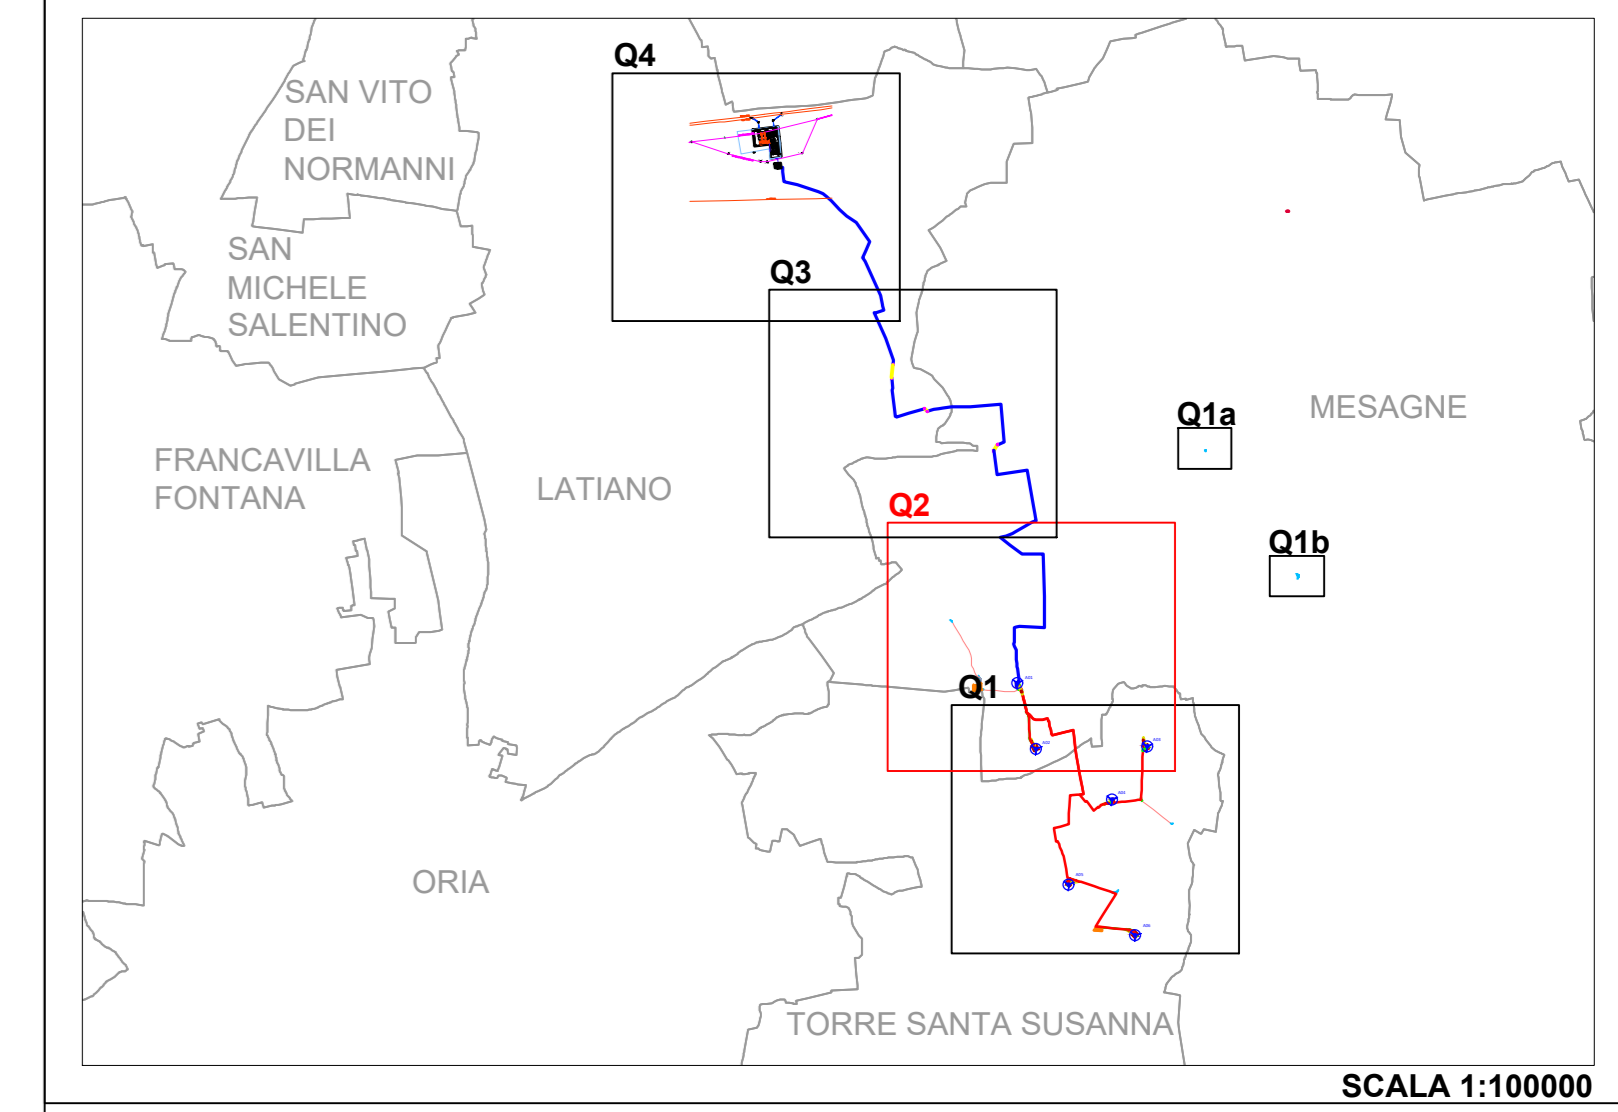 Q4
SAN VITO
DEI
NORMANNI
SAN
MICHELE
SALENTINO
Q3
Q1a
MESAGNE
FRANCAVILLA
FONTANA
LATIANO
Q2
Q1b
Q1
ORIA
TORRE SANTA SUSANNA
SCALA 1:100000